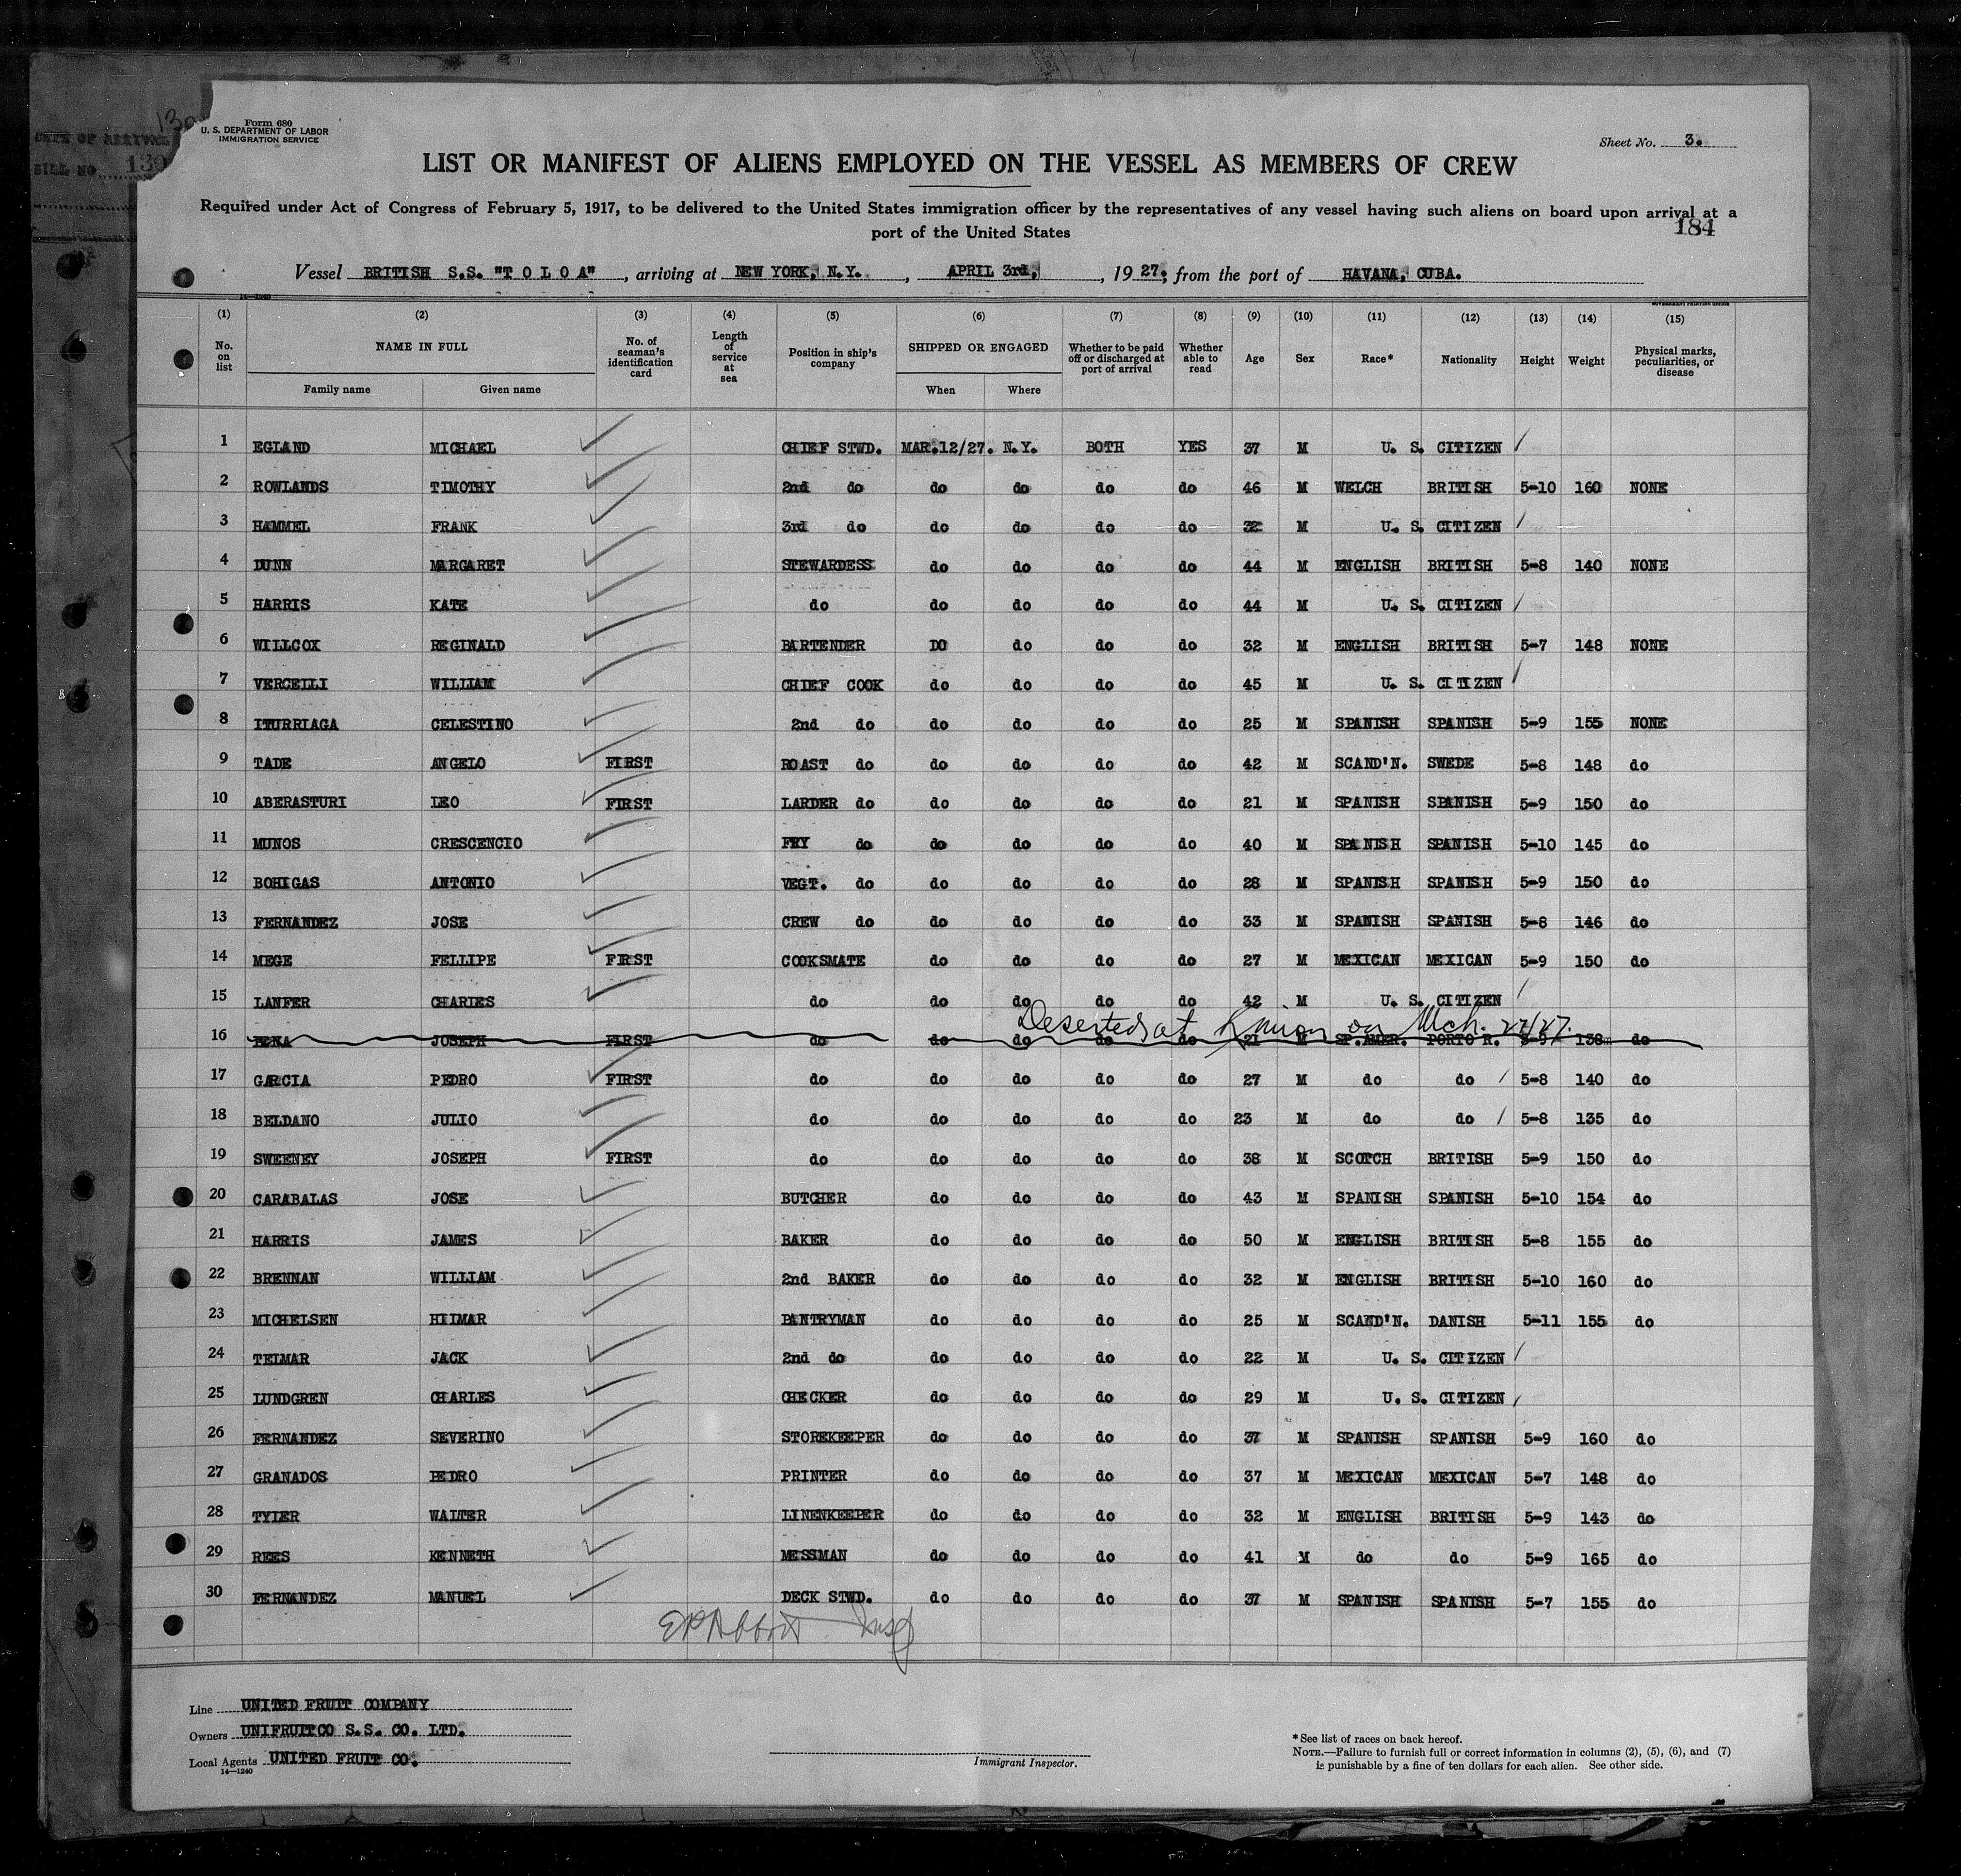 DATE OF ARRIVAL
BILL NO. 130
130
Form 680
U. S. DEPARTMENT OF LABOR
IMMIGRATION SERVICE
Sheet No. 3.
LIST OR MANIFEST OF ALIENS EMPLOYED ON THE VESSEL AS MEMBERS OF CREW
Required under Act of Congress of February 5, 1917, to be delivered to the United States immigration officer by the representatives of any vessel having such aliens on board upon arrival at a
port of the United States
184
Vessel BRITISH S.S. "T O L O A", arriving at NEW YORK, N.Y., APRIL 3rd, 1927, from the port of HAVANA, CUBA.
14—1240
GOVERNMENT PRINTING OFFICE
(1) (2) (3) (4) (5) (6) (7) (8) (9) (10) (11) (12) (13) (14) (15)
No. on list NAME IN FULL Family name Given name No. of seaman's identification card Length of service at sea Position in ship's company SHIPPED OR ENGAGED When Where Whether to be paid off or discharged at port of arrival Whether able to read Age Sex Race* Nationality Height Weight Physical marks, peculiarities, or disease
1 EGLAND MICHAEL CHIEF STWD. MAR.12/27. N.Y. BOTH YES 37 M U. S. CITIZEN
2 ROWLANDS TIMOTHY 2nd do do do do do 46 M WELCH BRITISH 5-10 160 NONE
3 HAMMEL FRANK 3rd do do do do do 32 M U. S. CITIZEN
4 DUNN MARGARET STEWARDESS do do do do 44 M ENGLISH BRITISH 5-8 140 NONE
5 HARRIS KATE do do do do do 44 M U. S. CITIZEN
6 WILLCOX REGINALD BARTENDER DO do do do 32 M ENGLISH BRITISH 5-7 148 NONE
7 VERCELLI WILLIAM CHIEF COOK do do do do 45 M U. S. CITIZEN
8 ITURRIAGA CELESTINO 2nd do do do do do 25 M SPANISH SPANISH 5-9 155 NONE
9 TADE ANGELO FIRST ROAST do do do do do 42 M SCAND'N. SWEDE 5-8 148 do
10 ABERASTURI LEO FIRST LARDER do do do do do 21 M SPANISH SPANISH 5-9 150 do
11 MUNOS CRESCENCIO FRY do do do do do 40 M SPANISH SPANISH 5-10 145 do
12 BOHIGAS ANTONIO VEGT. do do do do do 28 M SPANISH SPANISH 5-9 150 do
13 FERNANDEZ JOSE CREW do do do do do 33 M SPANISH SPANISH 5-8 146 do
14 MEGE FELLIPE FIRST COOKSMATE do do do do 27 M MEXICAN MEXICAN 5-9 150 do
15 LANFER CHARLES do do do do do 42 M U. S. CITIZEN
Deserted at on Mch. 27/27.
16 PENA JOSEPH FIRST do do do do do 21 M SP.AMER. PORTO R. 5-9 138 do
17 GARCIA PEDRO FIRST do do do do do 27 M do do 5-8 140 do
18 BELDANO JULIO do do do do do 23 M do do 5-8 135 do
19 SWEENEY JOSEPH FIRST do do do do do 38 M SCOTCH BRITISH 5-9 150 do
20 CARABALAS JOSE BUTCHER do do do do 43 M SPANISH SPANISH 5-10 154 do
21 HARRIS JAMES BAKER do do do do 50 M ENGLISH BRITISH 5-8 155 do
22 BRENNAN WILLIAM 2nd BAKER do do do do 32 M ENGLISH BRITISH 5-10 160 do
23 MICHELSEN HILMAR PANTRYMAN do do do do 25 M SCAND'N. DANISH 5-11 155 do
24 TELMAR JACK 2nd do do do do do 22 M U. S. CITIZEN
25 LUNDGREN CHARLES CHECKER do do do do 29 M U. S. CITIZEN
26 FERNANDEZ SEVERINO STOREKEEPER do do do do 37 M SPANISH SPANISH 5-9 160 do
27 GRANADOS PEDRO PRINTER do do do do 37 M MEXICAN MEXICAN 5-7 148 do
28 TYLER WALTER LINENKEEPER do do do do 32 M ENGLISH BRITISH 5-9 143 do
29 REES KENNETH MESSMAN do do do do 41 M do do 5-9 165 do
30 FERNANDEZ MANUEL DECK STWD. do do do do 37 M SPANISH SPANISH 5-7 155 do
Line UNITED FRUIT COMPANY
Owners UNIFRUITCO S.S. CO. LTD.
Local Agents UNITED FRUIT CO.
14—1240
Immigrant Inspector.
*See list of races on back hereof.
NOTE.—Failure to furnish full or correct information in columns (2), (5), (6), and (7)
is punishable by a fine of ten dollars for each alien. See other side.